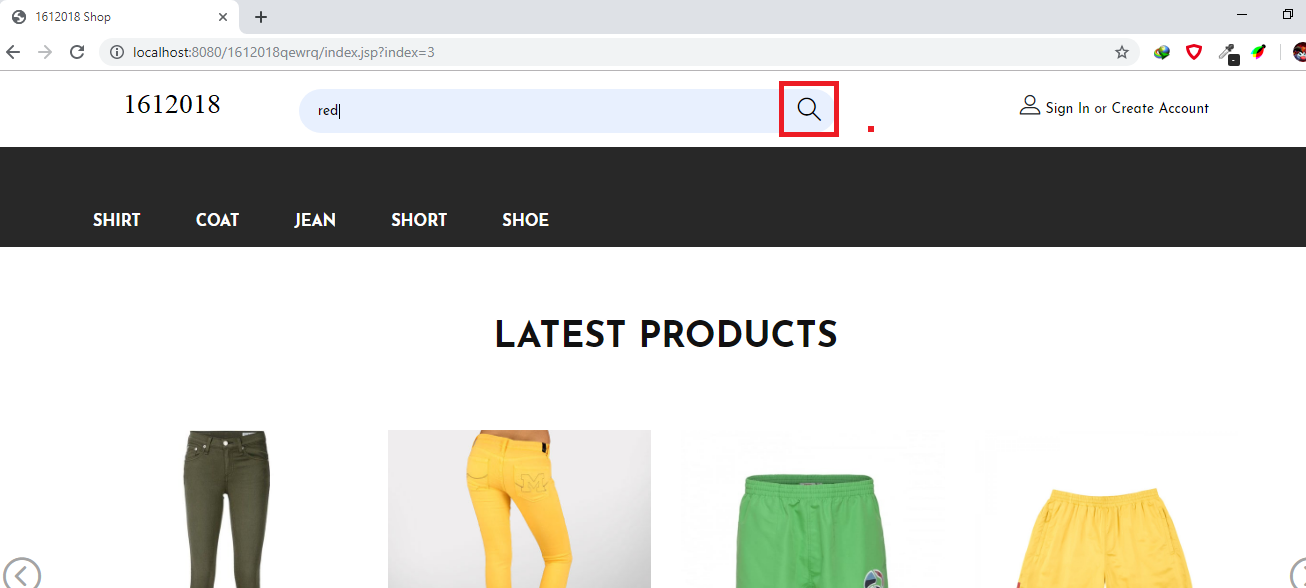 1612018 Shop
localhost:8080/1612018qewrq/index.jsp?index=3
1612018
red
Sign In or Create Account
SHIRT COAT JEAN SHORT SHOE
LATEST PRODUCTS
M